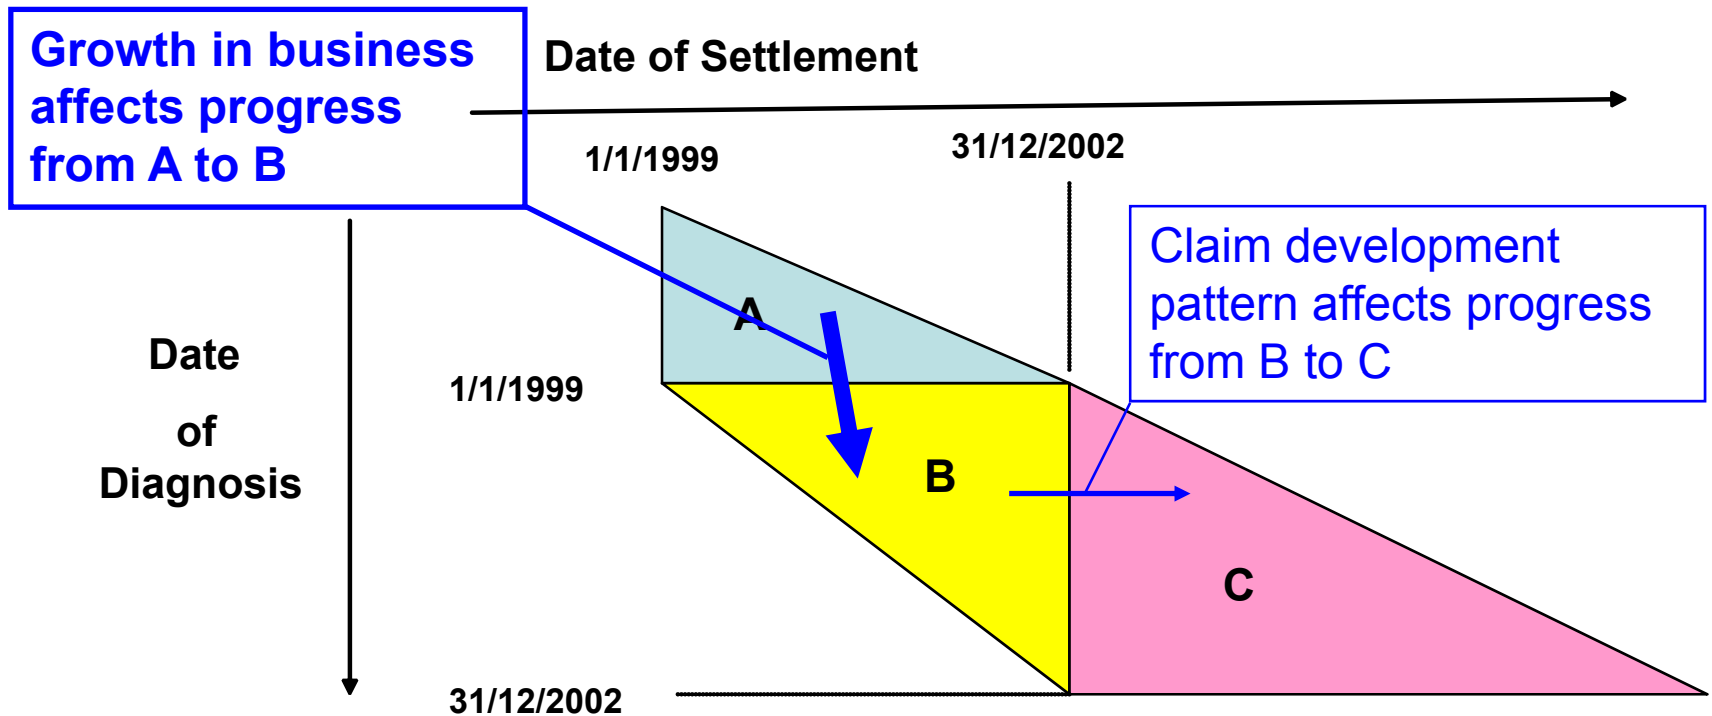 Growth in business
affects progress
from A to B
Date of Settlement
1/1/1999
31/12/2002
Claim development
pattern affects progress
from B to C
A
Date
of
Diagnosis
1/1/1999
B
C
31/12/2002